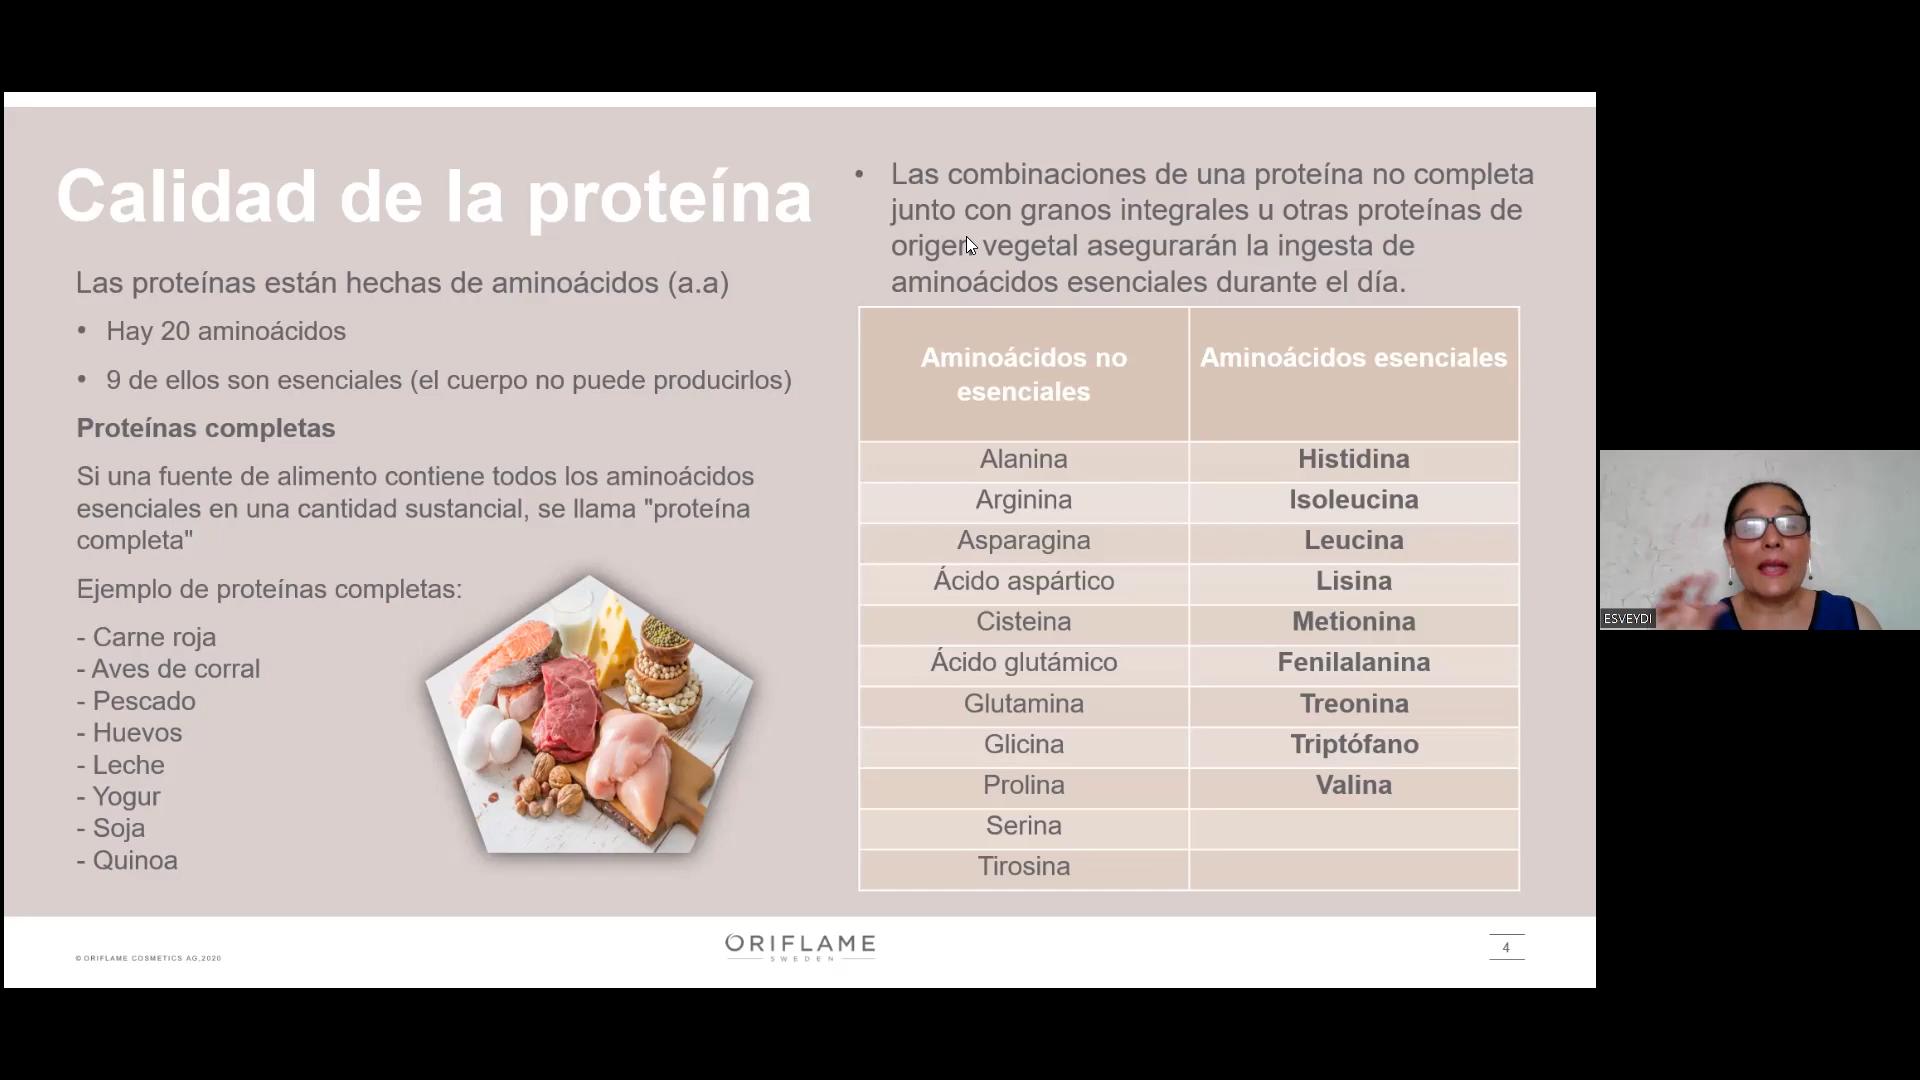 Calidad de la proteína
Las proteínas están hechas de aminoácidos (a.a)
• Hay 20 aminoácidos
• 9 de ellos son esenciales (el cuerpo no puede producirlos)
Proteínas completas
Si una fuente de alimento contiene todos los aminoácidos
esenciales en una cantidad sustancial, se llama "proteína
completa"
Ejemplo de proteínas completas:
- Carne roja
- Aves de corral
- Pescado
- Huevos
- Leche
- Yogur
- Soja
- Quinoa
• Las combinaciones de una proteína no completa
junto con granos integrales u otras proteínas de
origen vegetal asegurarán la ingesta de
aminoácidos esenciales durante el día.
Aminoácidos no
esenciales
Aminoácidos esenciales
Alanina Histidina
Arginina Isoleucina
Asparagina Leucina
Ácido aspártico Lisina
Cisteina Metionina
Ácido glutámico Fenilalanina
Glutamina Treonina
Glicina Triptófano
Prolina Valina
Serina
Tirosina
© ORIFLAME COSMETICS AG,2020
ORIFLAME
SWEDEN
4
ESVEYDI